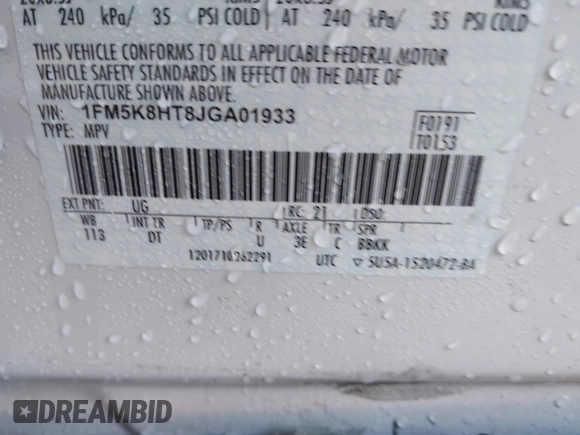 AT 240 kPa/ 35 PSI COLD AT 240 kPa/ 35 PSI COLD
THIS VEHICLE CONFORMS TO ALL APPLICABLE FEDERAL MOTOR
VEHICLE SAFETY STANDARDS IN EFFECT ON THE DATE OF
MANUFACTURE SHOWN ABOVE.
VIN: 1FM5K8HT8JGA01933
TYPE: MPV
F0191
T0153
EXT PNT: UG RC: 21 DSO:
WB INT TR TP/PS R AXLE TR SPR
113 DT U 3E C BBKK
UTC ▽ 5U5A-1520472-BA
DREAMBID